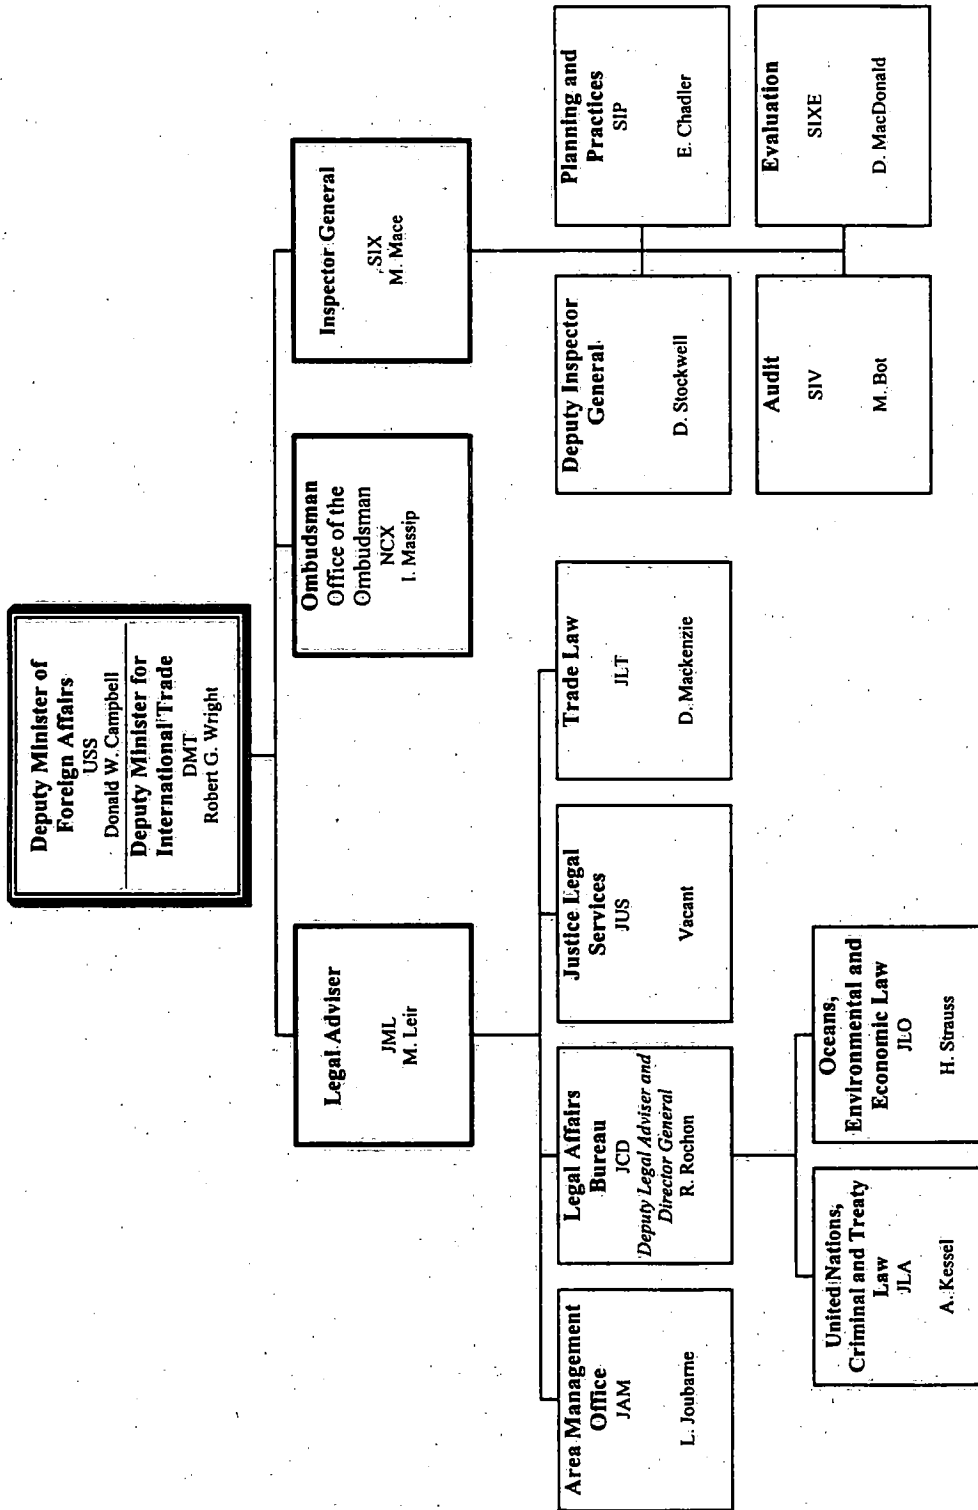 Deputy Minister of
Foreign Affairs
USS
Donald W. Campbell
Deputy Minister for
International Trade
DMT
Robert G. Wright
Legal Adviser
JML
M. Leir
Ombudsman
Office of the
Ombudsman
NCX
I. Massip
Inspector General
SIX
M. Mace
Area Management
Office
JAM
L. Joubarne
Legal Affairs
Bureau
JCD
Deputy Legal Adviser and
Director General
R. Rochon
Justice Legal
Services
JUS
Vacant
Trade Law
JLT
D. Mackenzie
Deputy Inspector
General
D. Stockwell
Planning and
Practices
SIP
E. Chadler
Audit
SIV
M. Bot
Evaluation
SIXE
D. MacDonald
United Nations,
Criminal and Treaty
Law
JLA
A. Kessel
Oceans,
Environmental and
Economic Law
JLO
H. Strauss